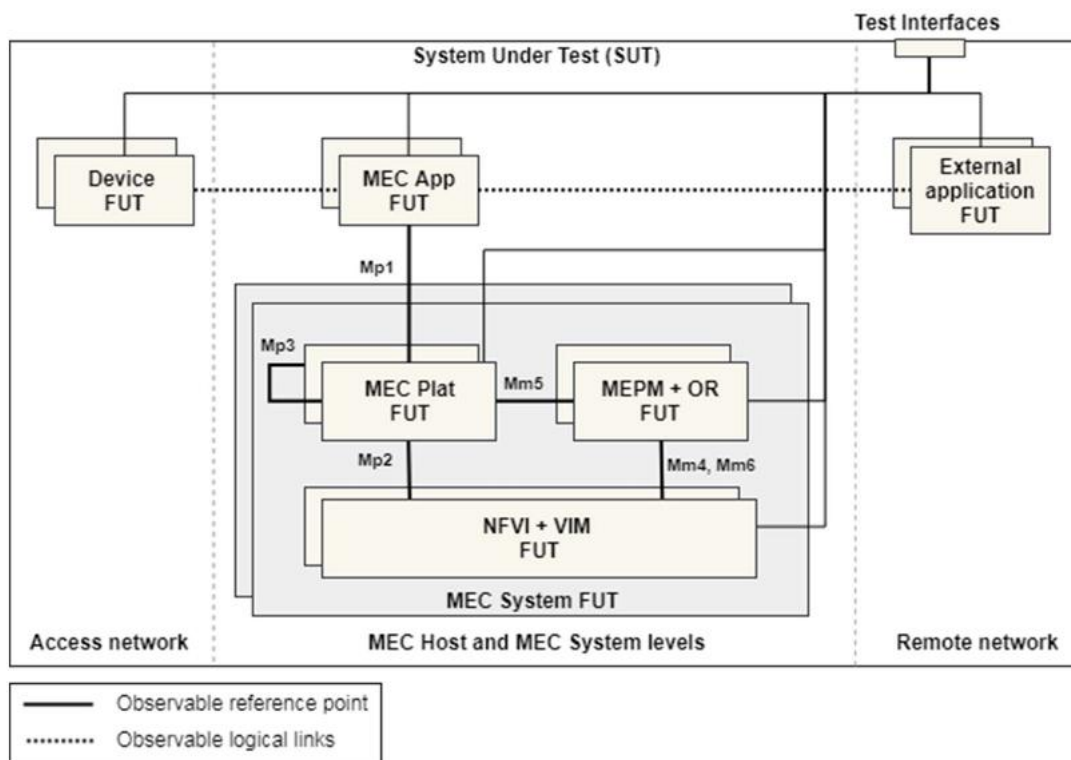 Test Interfaces
System Under Test (SUT)
Device
FUT
MEC App
FUT
External
application
FUT
Mp1
Mp3
MEC Plat
FUT
Mm5
MEPM + OR
FUT
Mp2
Mm4, Mm6
NFVI + VIM
FUT
MEC System FUT
Access network
MEC Host and MEC System levels
Remote network
Observable reference point
Observable logical links